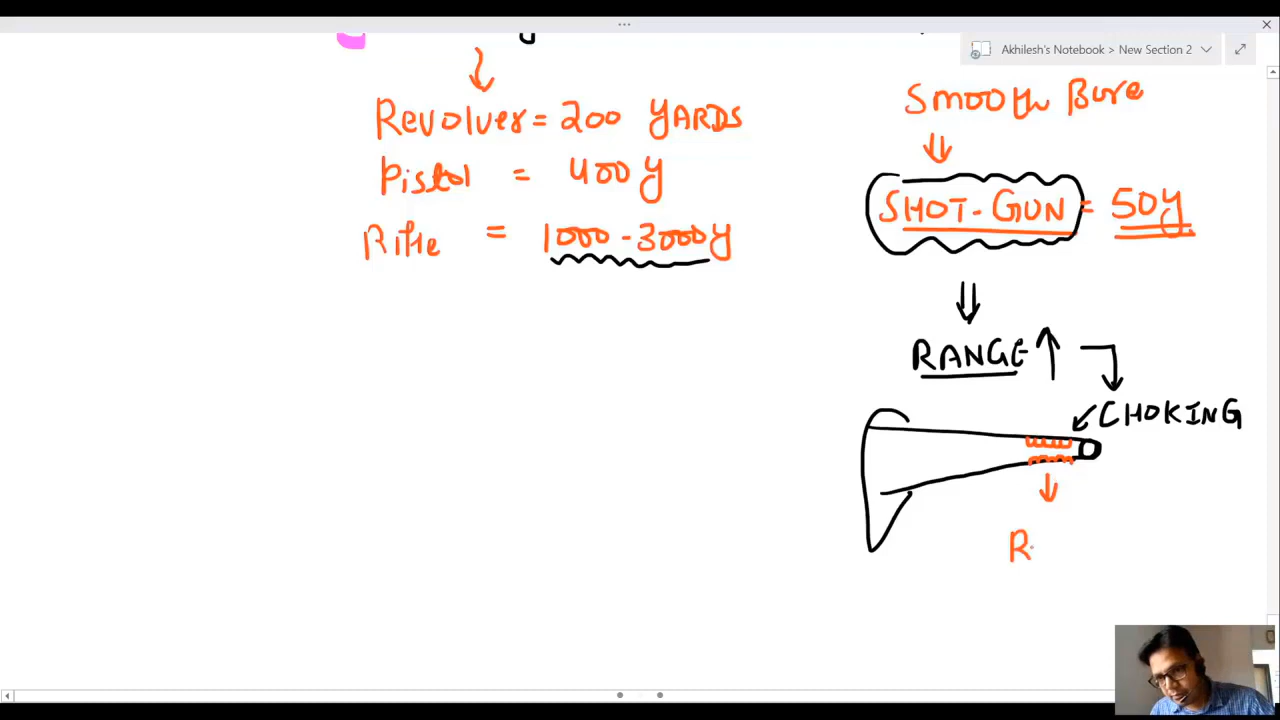 Akhilesh's Notebook > New Section 2
Revolver = 200 YARDS
Pistol = 400 Y
Rifle = 1000 - 3000 Y
Smooth Bore
SHOT-GUN = 50 Y
RANGE ↑
CHOKING
R